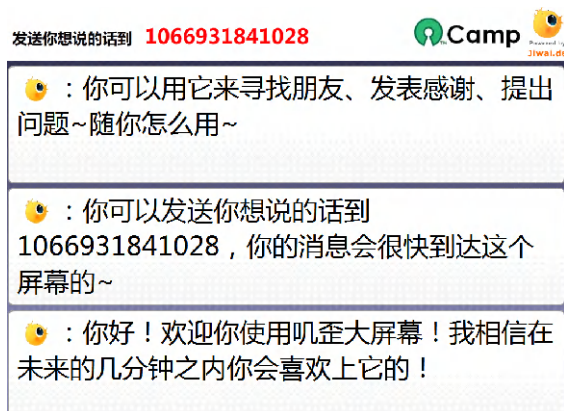 发送你想说的话到 1066931841028
Camp
Powered by
Jiwai.de
：你可以用它来寻找朋友、发表感谢、提出
问题~随你怎么用~
：你可以发送你想说的话到
1066931841028，你的消息会很快到达这个
屏幕的~
：你好！欢迎你使用叽歪大屏幕！我相信在
未来的几分钟之内你会喜欢上它的！